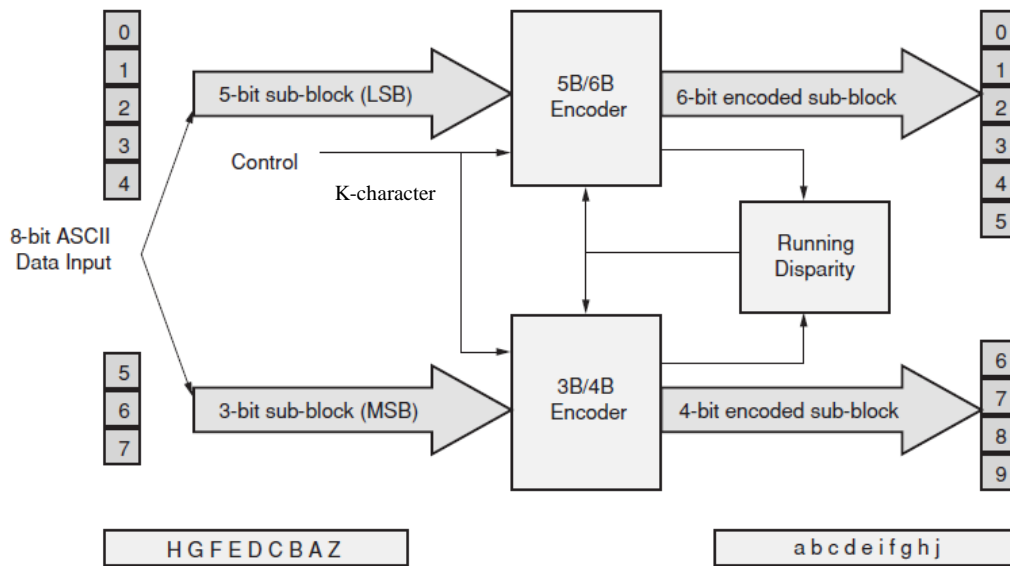 0
1
2
3
4
5-bit sub-block (LSB)
5B/6B
Encoder
6-bit encoded sub-block
0
1
2
3
4
5
Control
K-character
8-bit ASCII
Data Input
Running
Disparity
5
6
7
3-bit sub-block (MSB)
3B/4B
Encoder
4-bit encoded sub-block
6
7
8
9
H G F E D C B A Z
a b c d e i f g h j